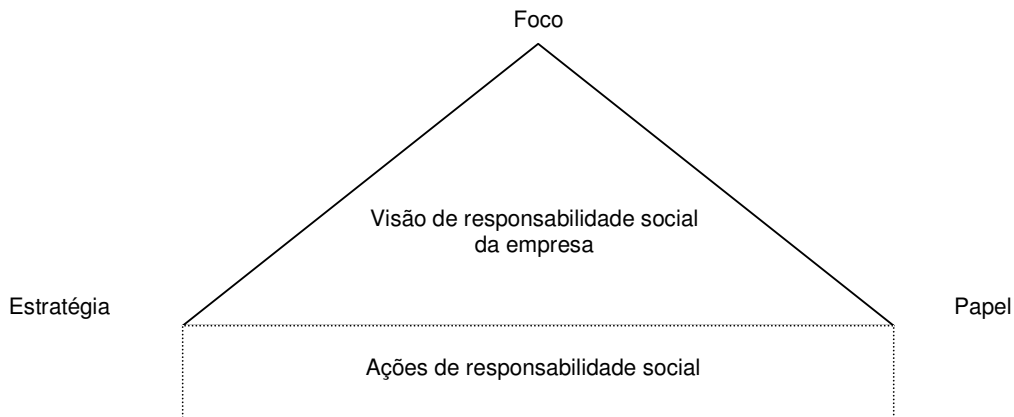 Foco
Visão de responsabilidade social
da empresa
Estratégia
Papel
Ações de responsabilidade social